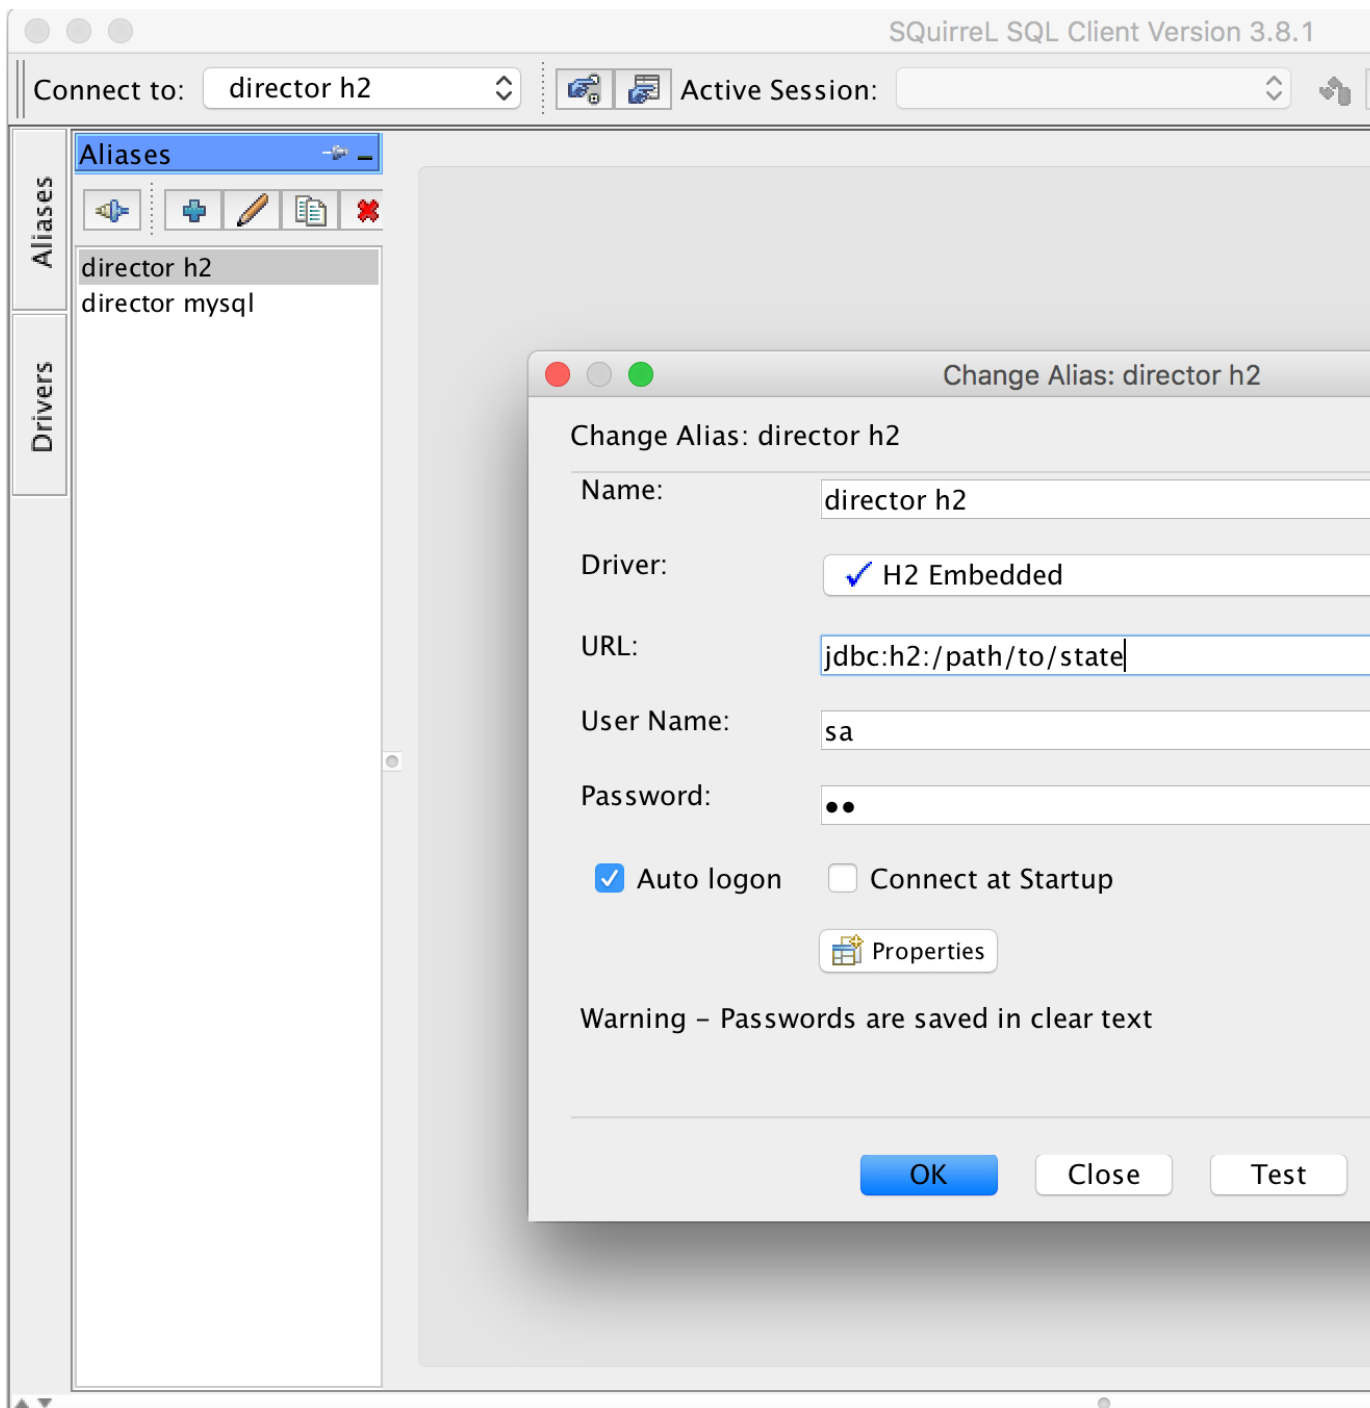 SQuirreL SQL Client Version 3.8.1
Connect to: director h2 Active Session:
Aliases
Drivers
Aliases
director h2
director mysql
Change Alias: director h2
Change Alias: director h2
Name: director h2
Driver: H2 Embedded
URL: jdbc:h2:/path/to/state
User Name: sa
Password: ••
Auto logon Connect at Startup
Properties
Warning – Passwords are saved in clear text
OK Close Test